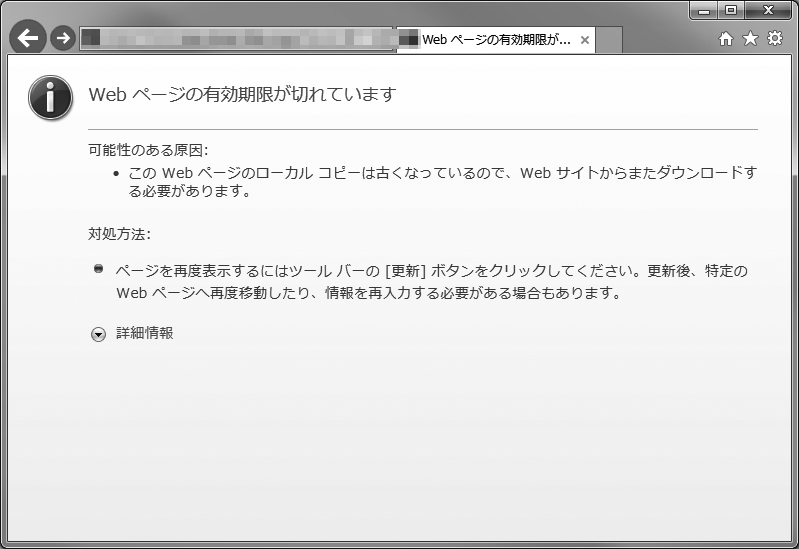 Web ページの有効期限が...
Web ページの有効期限が切れています
可能性のある原因:
• この Web ページのローカル コピーは古くなっているので、Web サイトからまたダウンロードす
る必要があります。
対処方法:
ページを再度表示するにはツール バーの [更新] ボタンをクリックしてください。更新後、特定の
Web ページへ再度移動したり、情報を再入力する必要がある場合もあります。
詳細情報